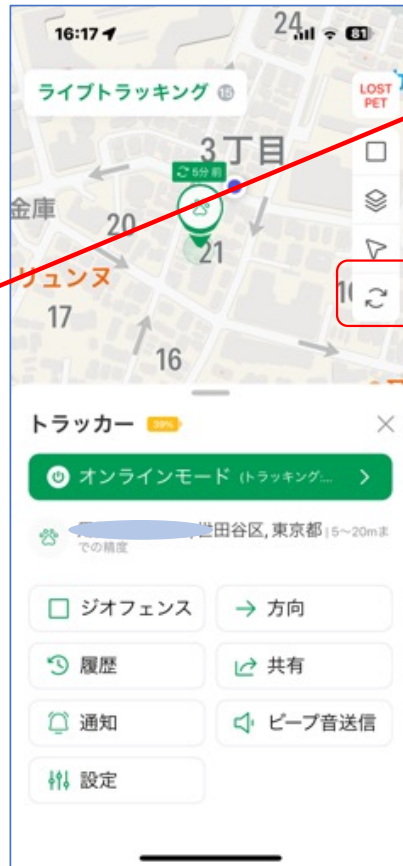 16:17
24
81
ライブトラッキング 15
LOST
PET
3丁目
5分前
金庫
20
21
リュンヌ
17
16
トラッカー 39%
オンラインモード (トラッキング...
世田谷区, 東京都 | 5~20mま
での精度
ジオフェンス
方向
履歴
共有
通知
ピープ音送信
設定